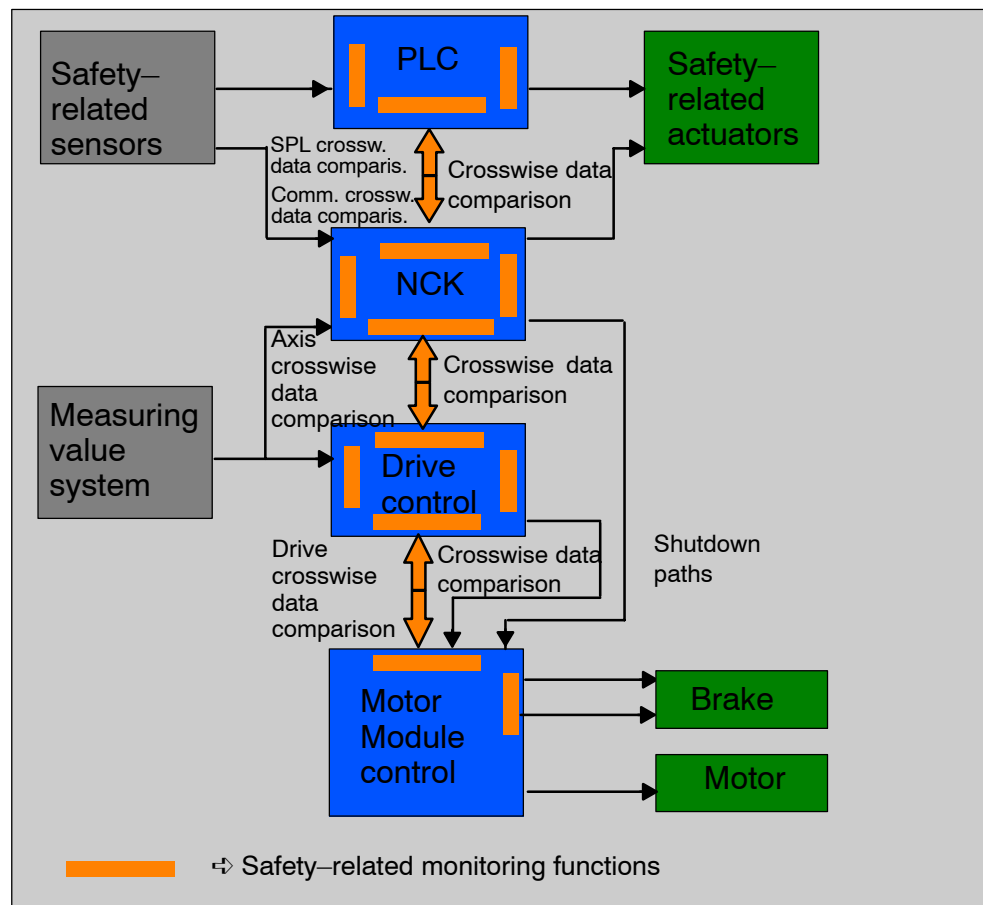 Safety–
related
sensors
PLC
Safety–
related
actuators
SPL crossw.
data comparis.
Comm. crossw.
data comparis.
Crosswise data
comparison
NCK
Axis
crosswise
data
comparison
Crosswise data
comparison
Measuring
value
system
Drive
control
Drive
crosswise
data
comparison
Crosswise data
comparison
Shutdown
paths
Motor
Module
control
Brake
Motor
➪ Safety–related monitoring functions